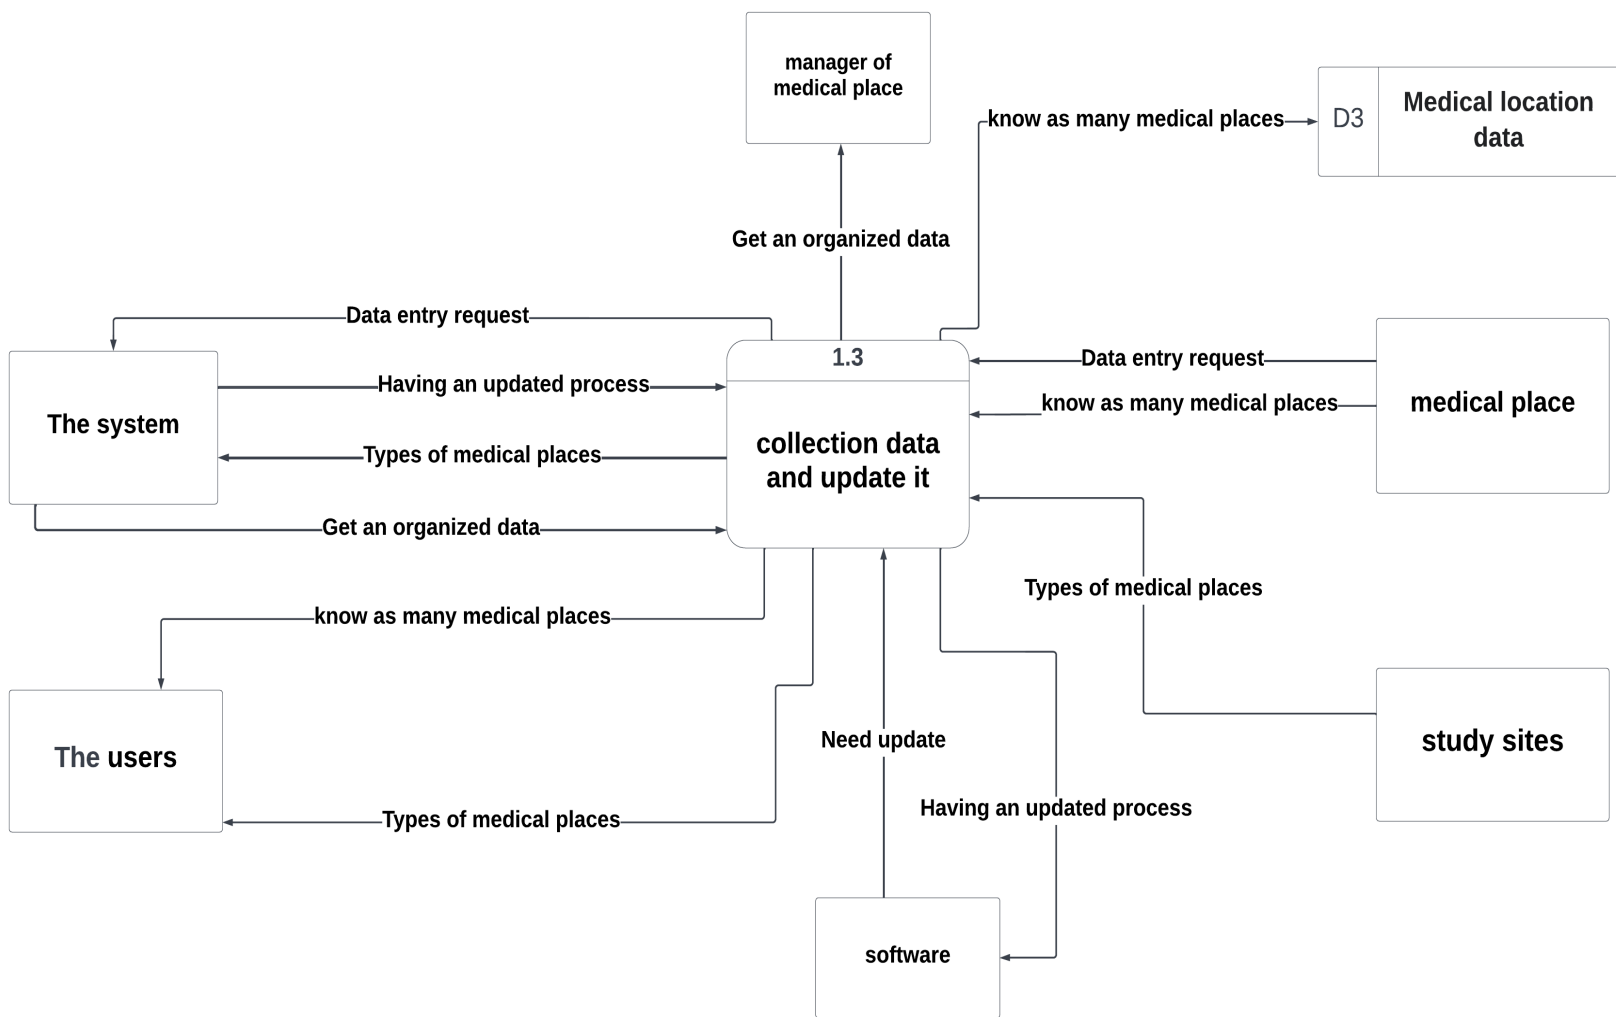 manager of
medical place
know as many medical places
D3
Medical location
data
Get an organized data
Data entry request
1.3
Data entry request
Having an updated process
know as many medical places
medical place
The system
collection data
and update it
Types of medical places
Get an organized data
Types of medical places
know as many medical places
Need update
study sites
The users
Having an updated process
Types of medical places
software